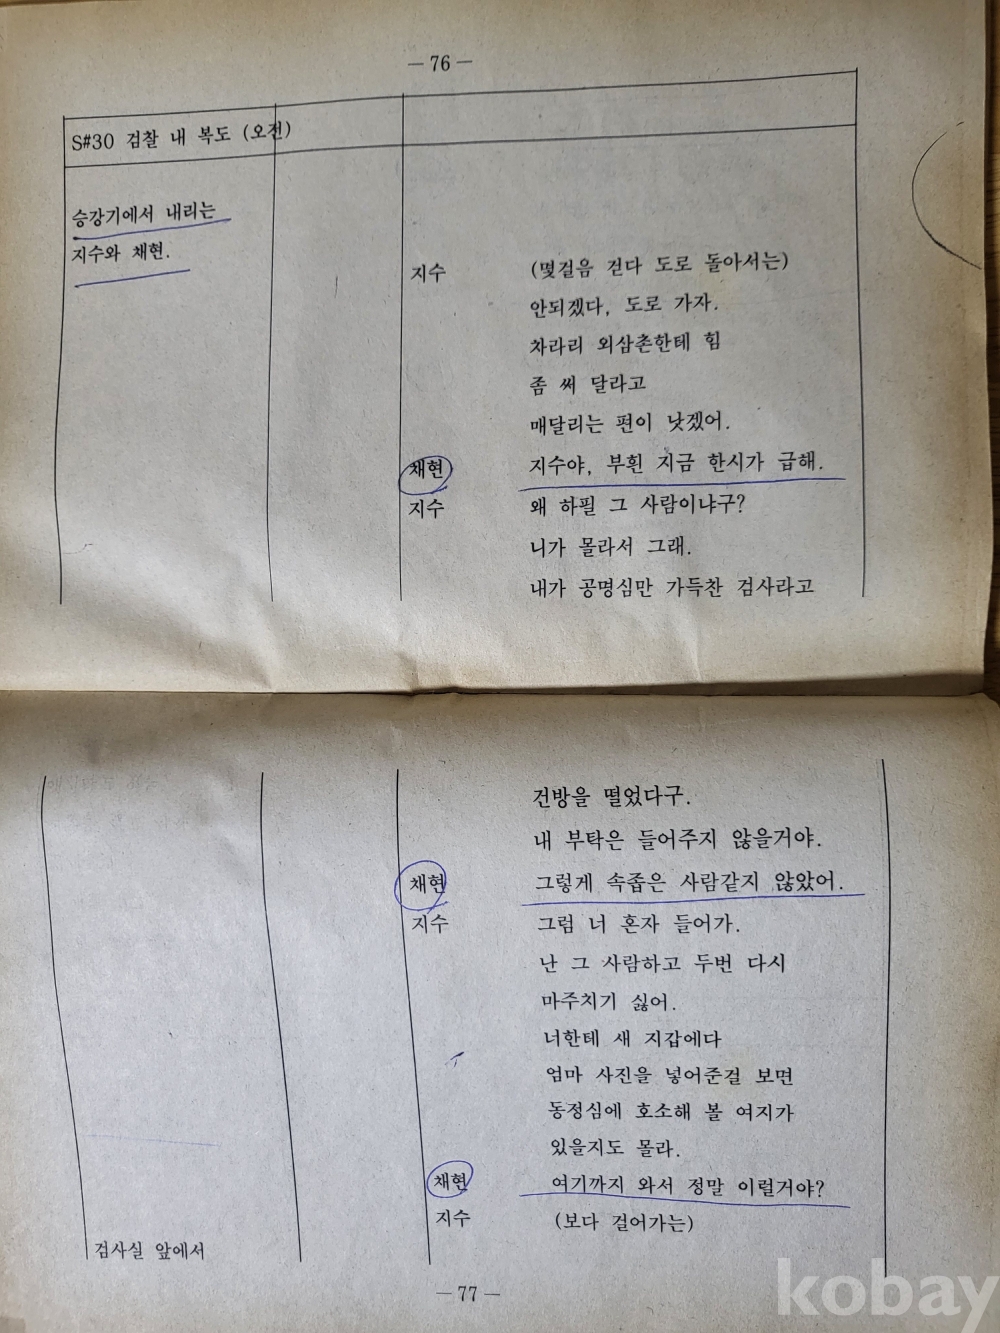 — 76 —
S#30 검찰 내 복도 (오전)
승강기에서 내리는
지수와 채현.
지수 (몇걸음 걷다 도로 돌아서는)
안되겠다, 도로 가자.
차라리 외삼촌한테 힘
좀 써 달라고
매달리는 편이 낫겠어.
채현 지수야, 부휜 지금 한시가 급해.
지수 왜 하필 그 사람이냐구?
니가 몰라서 그래.
내가 공명심만 가득찬 검사라고
건방을 떨었다구.
내 부탁은 들어주지 않을거야.
채현 그렇게 속좁은 사람같지 않았어.
지수 그럼 너 혼자 들어가.
난 그 사람하고 두번 다시
마주치기 싫어.
너한테 새 지갑에다
엄마 사진을 넣어준걸 보면
동정심에 호소해 볼 여지가
있을지도 몰라.
채현 여기까지 와서 정말 이럴거야?
지수 (보다 걸어가는)
검사실 앞에서
— 77 —
kobay